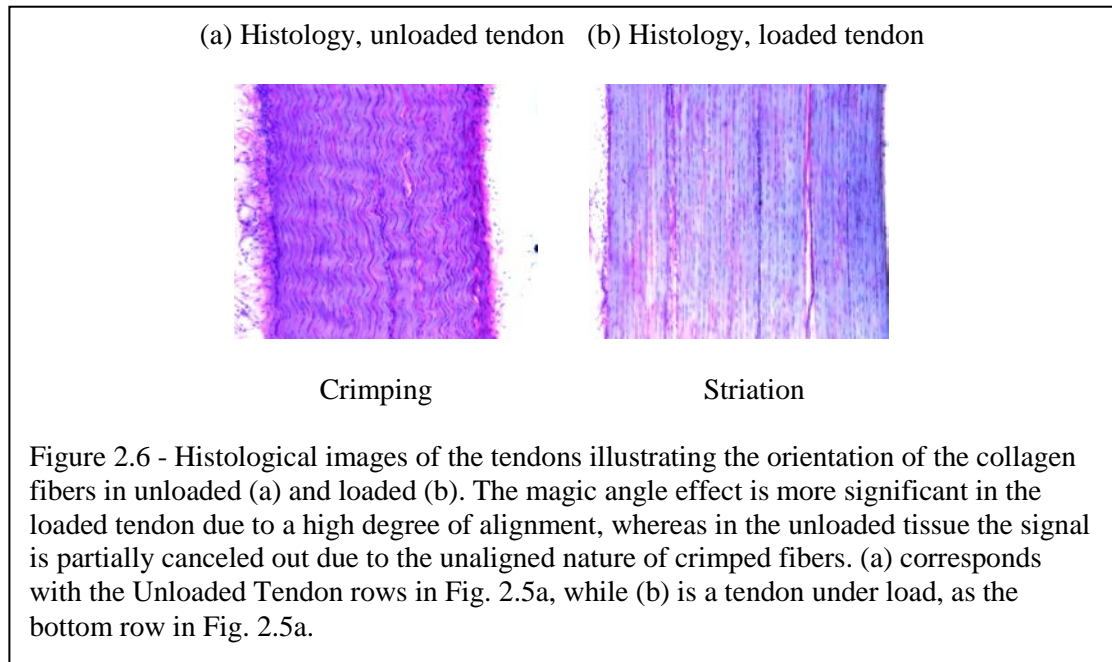 (a) Histology, unloaded tendon (b) Histology, loaded tendon
Crimping Striation
Figure 2.6 - Histological images of the tendons illustrating the orientation of the collagen
fibers in unloaded (a) and loaded (b). The magic angle effect is more significant in the
loaded tendon due to a high degree of alignment, whereas in the unloaded tissue the signal
is partially canceled out due to the unaligned nature of crimped fibers. (a) corresponds
with the Unloaded Tendon rows in Fig. 2.5a, while (b) is a tendon under load, as the
bottom row in Fig. 2.5a.